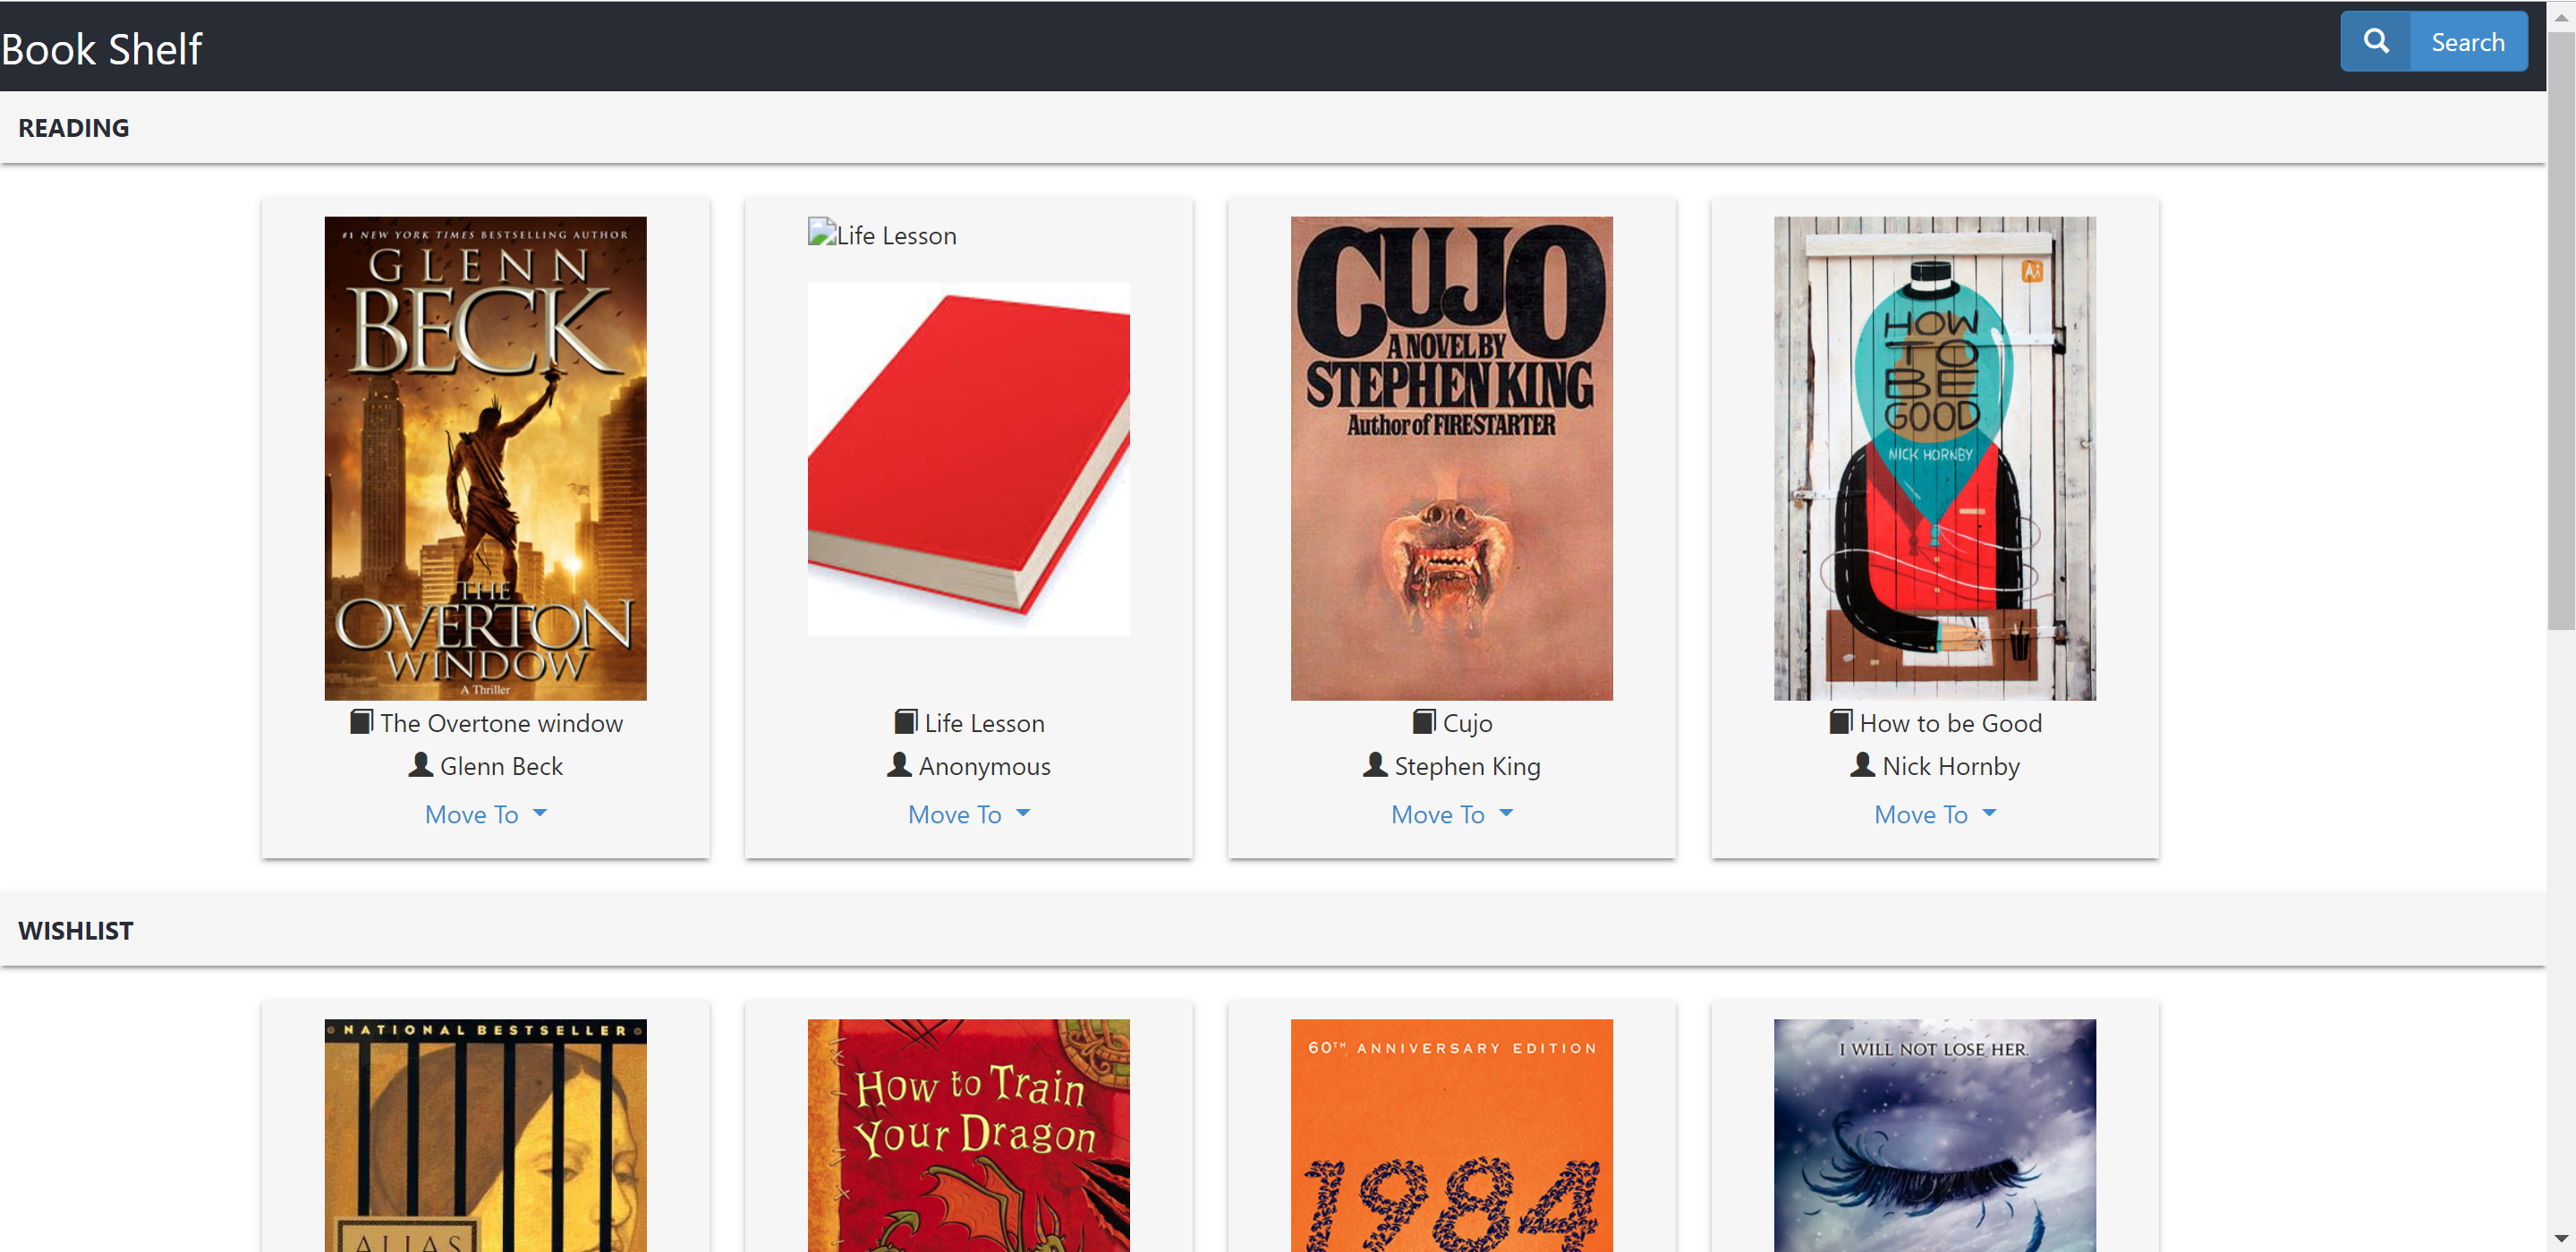 Book Shelf
Search
READING
#1 NEW YORK TIMES BESTSELLING AUTHOR
GLENN
BECK
THE
OVERTON
WINDOW
A Thriller
The Overtone window
Glenn Beck
Move To
Life Lesson
Life Lesson
Anonymous
Move To
CUJO
A NOVEL BY
STEPHEN KING
Author of FIRESTARTER
Cujo
Stephen King
Move To
HOW
TO
BE
GOOD
NICK HORNBY
How to be Good
Nick Hornby
Move To
WISHLIST
NATIONAL BESTSELLER
ALIAS
How to Train
Your Dragon
60TH ANNIVERSARY EDITION
1984
I WILL NOT LOSE HER.